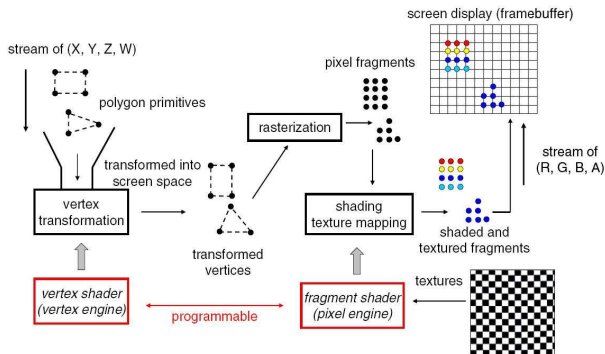 screen display (framebuffer)
stream of (X, Y, Z, W)
polygon primitives
pixel fragments
rasterization
transformed into
screen space
vertex
transformation
transformed
vertices
shading
texture mapping
shaded and
textured fragments
stream of
(R, G, B, A)
vertex shader
(vertex engine)
programmable
fragment shader
(pixel engine)
textures